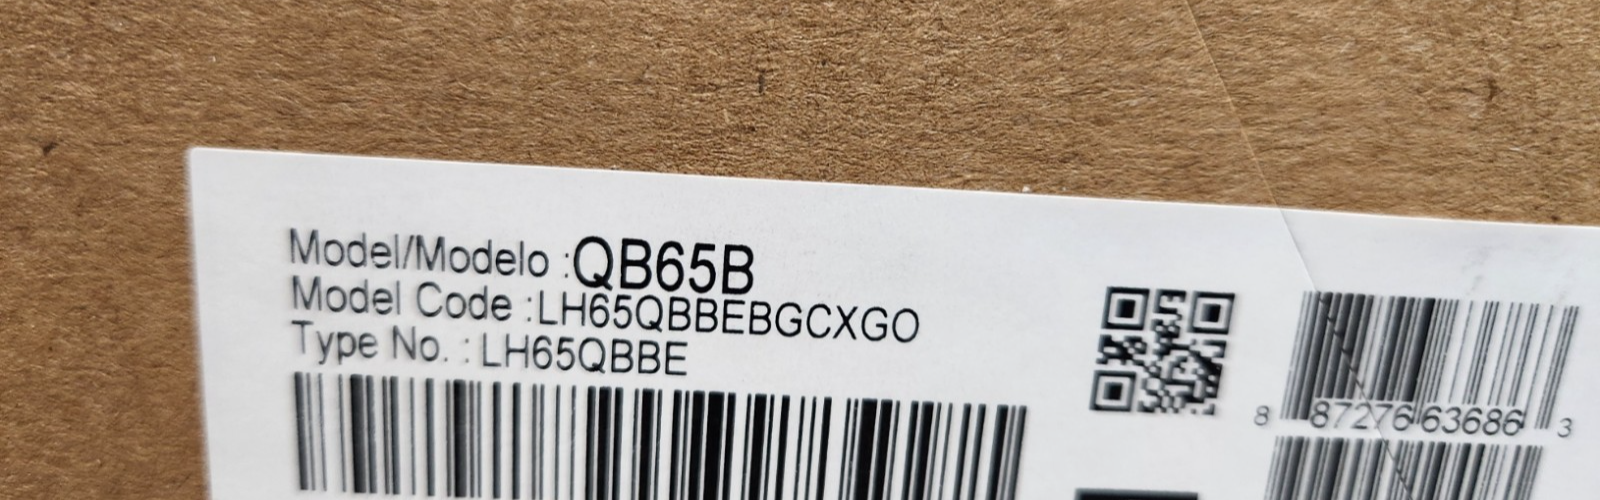 Model/Modelo :QB65B
Model Code :LH65QBBEBGCXGO
Type No. : LH65QBBE
8 87276 63686 3